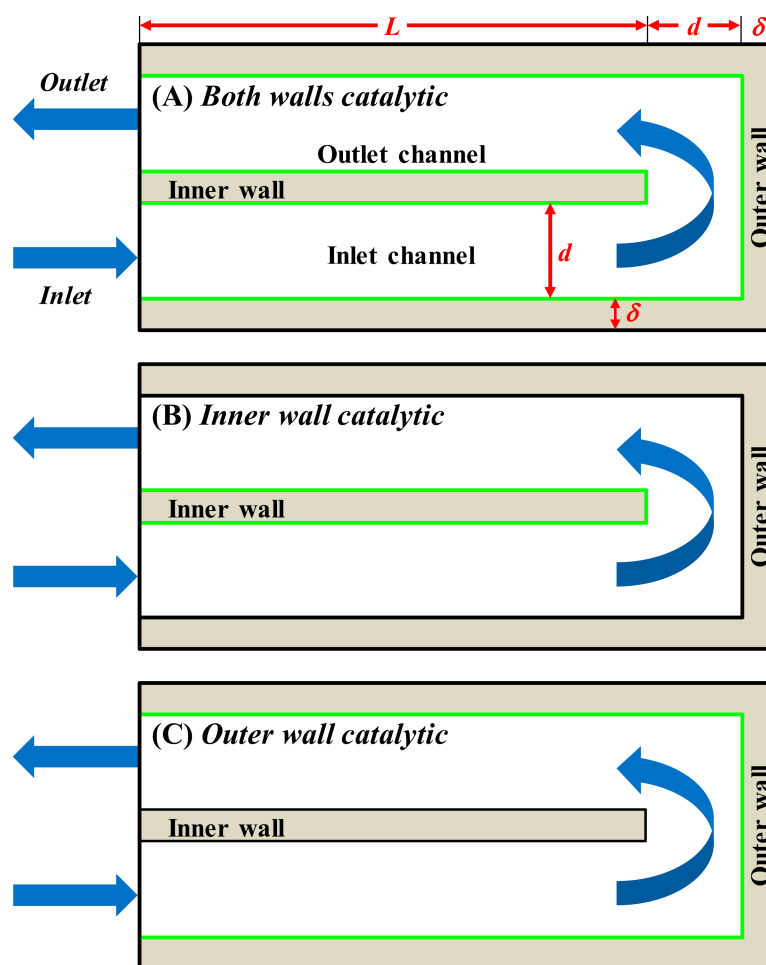 L d δ
Outlet
(A) Both walls catalytic
Outlet channel
Inner wall
Outer wall
Inlet channel
d
Inlet
δ
(B) Inner wall catalytic
Inner wall
Outer wall
(C) Outer wall catalytic
Inner wall
Outer wall